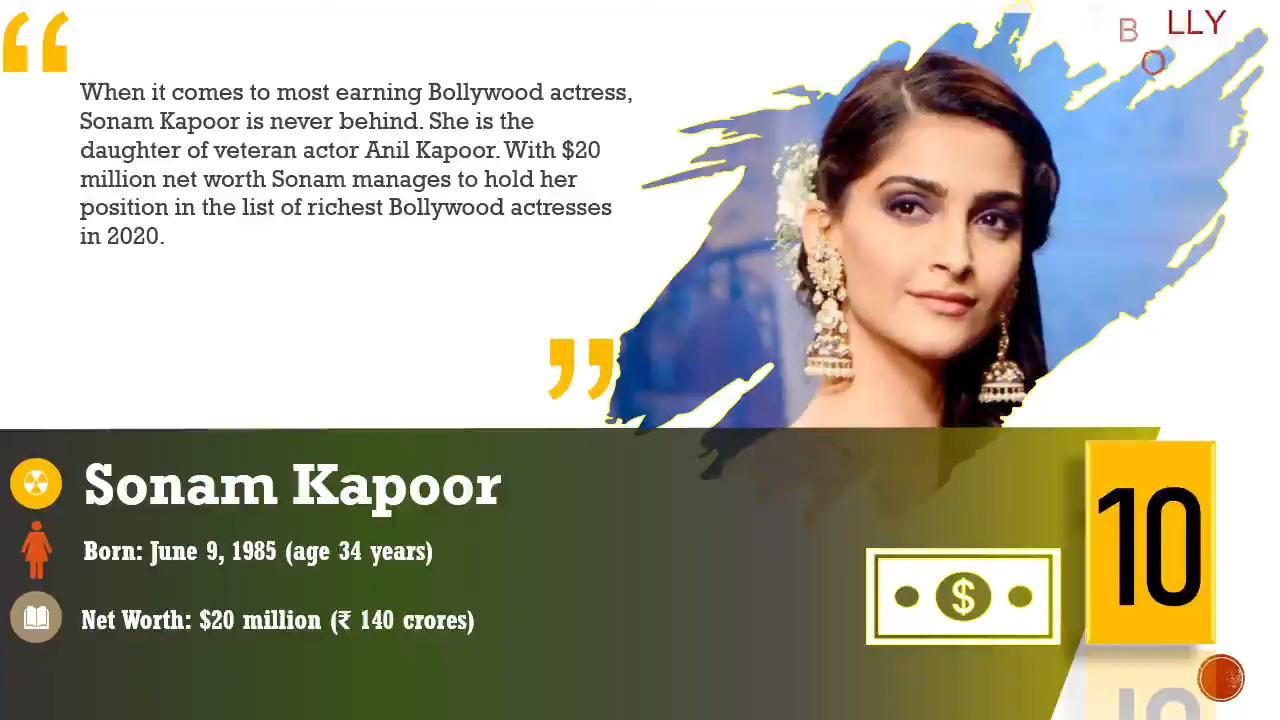 B O LLY
When it comes to most earning Bollywood actress,
Sonam Kapoor is never behind. She is the
daughter of veteran actor Anil Kapoor. With $20
million net worth Sonam manages to hold her
position in the list of richest Bollywood actresses
in 2020.
Sonam Kapoor
Born: June 9, 1985 (age 34 years)
Net Worth: $20 million (₹ 140 crores)
$
10